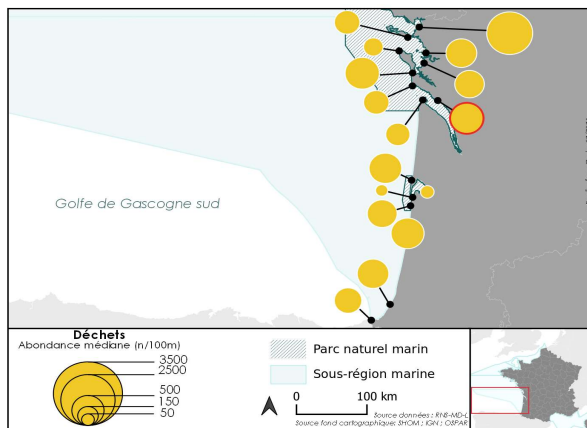 Golfe de Gascogne sud
Déchets
Abondance médiane (n/100m)
3500
2500
500
150
50
Parc naturel marin
Sous-région marine
0 100 km
Source données : RNS-MD-L
Source fond cartographique: SHOM ; IGN ; OSPAR